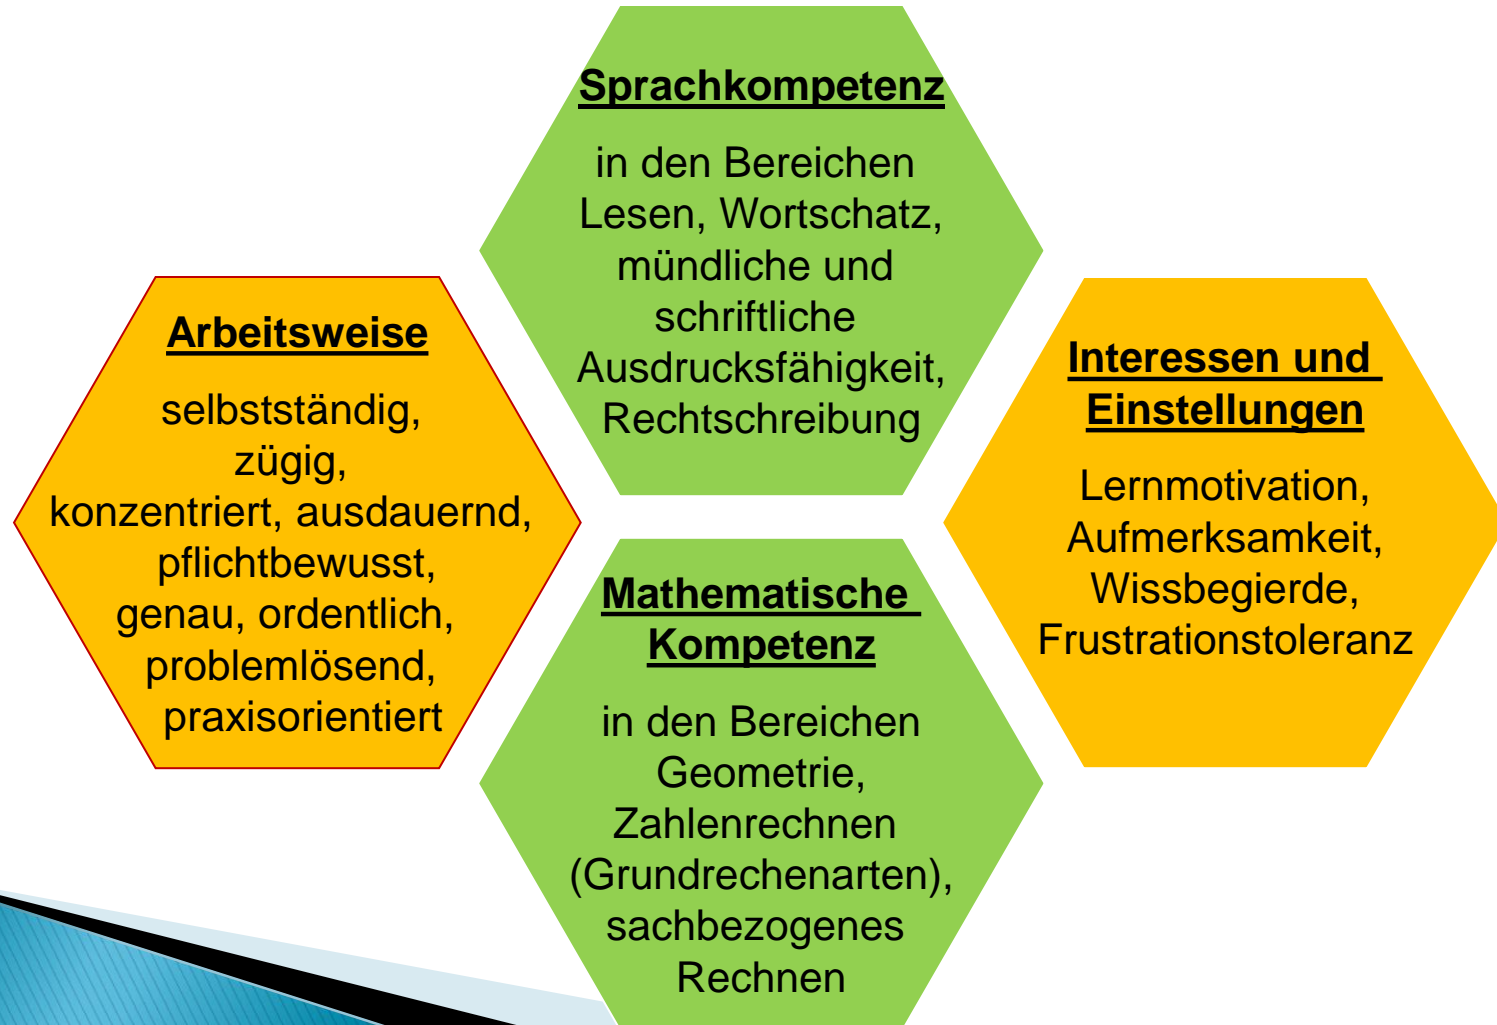 Sprachkompetenz
in den Bereichen
Lesen, Wortschatz,
mündliche und
schriftliche
Ausdrucksfähigkeit,
Rechtschreibung
Arbeitsweise
selbstständig,
zügig,
konzentriert, ausdauernd,
pflichtbewusst,
genau, ordentlich,
problemlösend,
praxisorientiert
Interessen und
Einstellungen
Lernmotivation,
Aufmerksamkeit,
Wissbegierde,
Frustrationstoleranz
Mathematische
Kompetenz
in den Bereichen
Geometrie,
Zahlenrechnen
(Grundrechenarten),
sachbezogenes
Rechnen